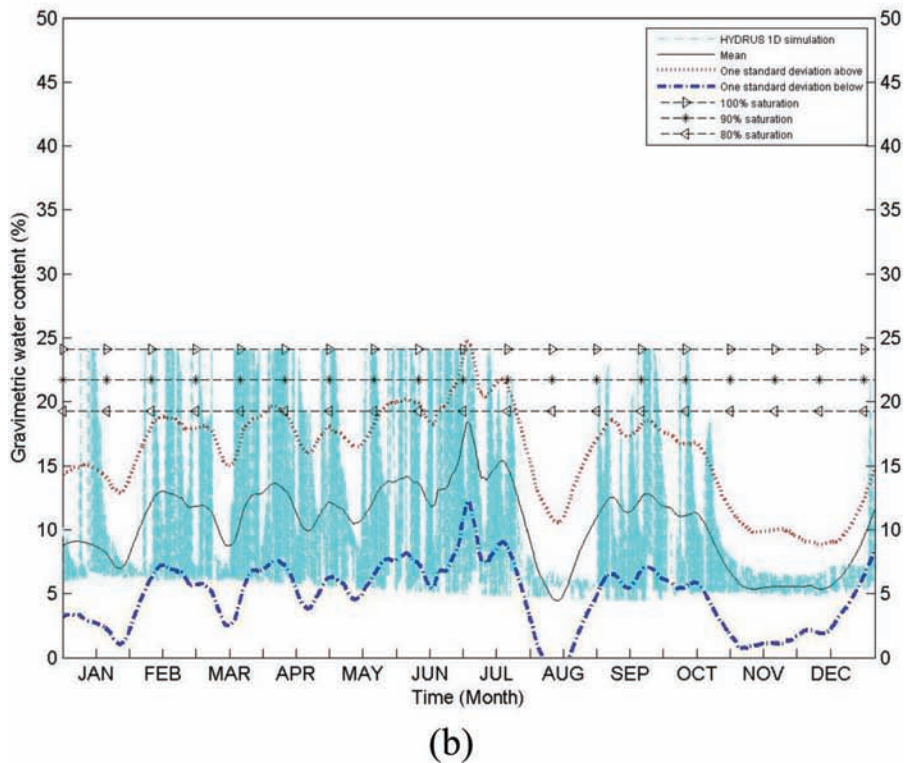 50
45
40
35
30
25
20
15
10
5
0
Gravimetric water content (%)
HYDRUS 1D simulation
Mean
One standard deviation above
One standard deviation below
100% saturation
90% saturation
80% saturation
50
45
40
35
30
25
20
15
10
5
0
JAN FEB MAR APR MAY JUN JUL AUG SEP OCT NOV DEC
Time (Month)
(b)